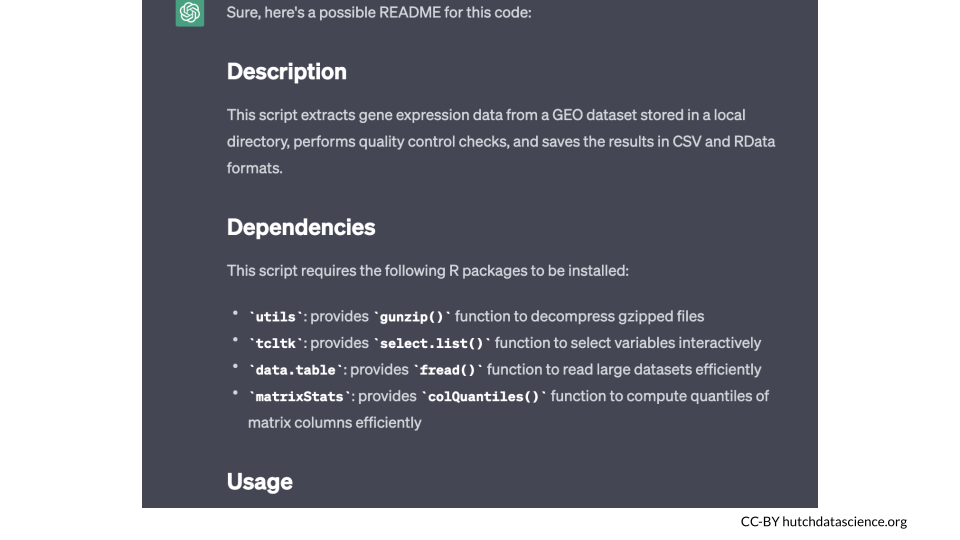 Sure, here's a possible README for this code:
Description
This script extracts gene expression data from a GEO dataset stored in a local
directory, performs quality control checks, and saves the results in CSV and RData
formats.
Dependencies
This script requires the following R packages to be installed:
• `utils`: provides `gunzip()` function to decompress gzipped files
• `tcltk`: provides `select.list()` function to select variables interactively
• `data.table`: provides `fread()` function to read large datasets efficiently
• `matrixStats`: provides `colQuantiles()` function to compute quantiles of
matrix columns efficiently
Usage
CC-BY hutchdatascience.org